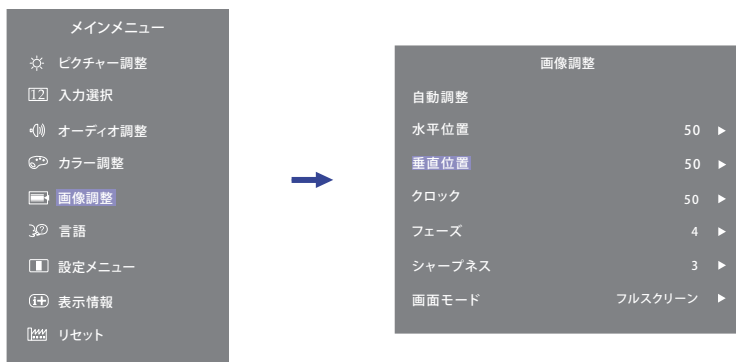 メインメニュー
ピクチャー調整
12 入力選択
オーディオ調整
カラー調整
画像調整
言語
設定メニュー
表示情報
リセット
画像調整
自動調整
水平位置 50
垂直位置 50
クロック 50
フェーズ 4
シャープネス 3
画面モード フルスクリーン